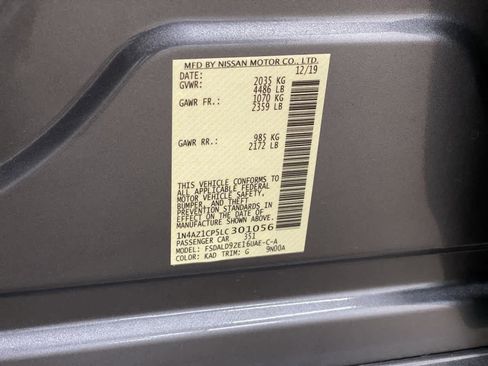 MFD BY NISSAN MOTOR CO., LTD.
DATE: 12/19
GVWR: 2035 KG
4486 LB
GAWR FR.: 1070 KG
2359 LB
GAWR RR.: 985 KG
2172 LB
THIS VEHICLE CONFORMS TO
ALL APPLICABLE FEDERAL
MOTOR VEHICLE SAFETY,
BUMPER, AND THEFT
PREVENTION STANDARDS
IN EFFECT ON THE DATE OF
MANUFACTURE SHOWN ABOVE.
1N4AZ1CP5LC301056
PASSENGER CAR 351
MODEL: FSDALD9ZE16UAE-C-A
COLOR: KAD TRIM: G 9N00A